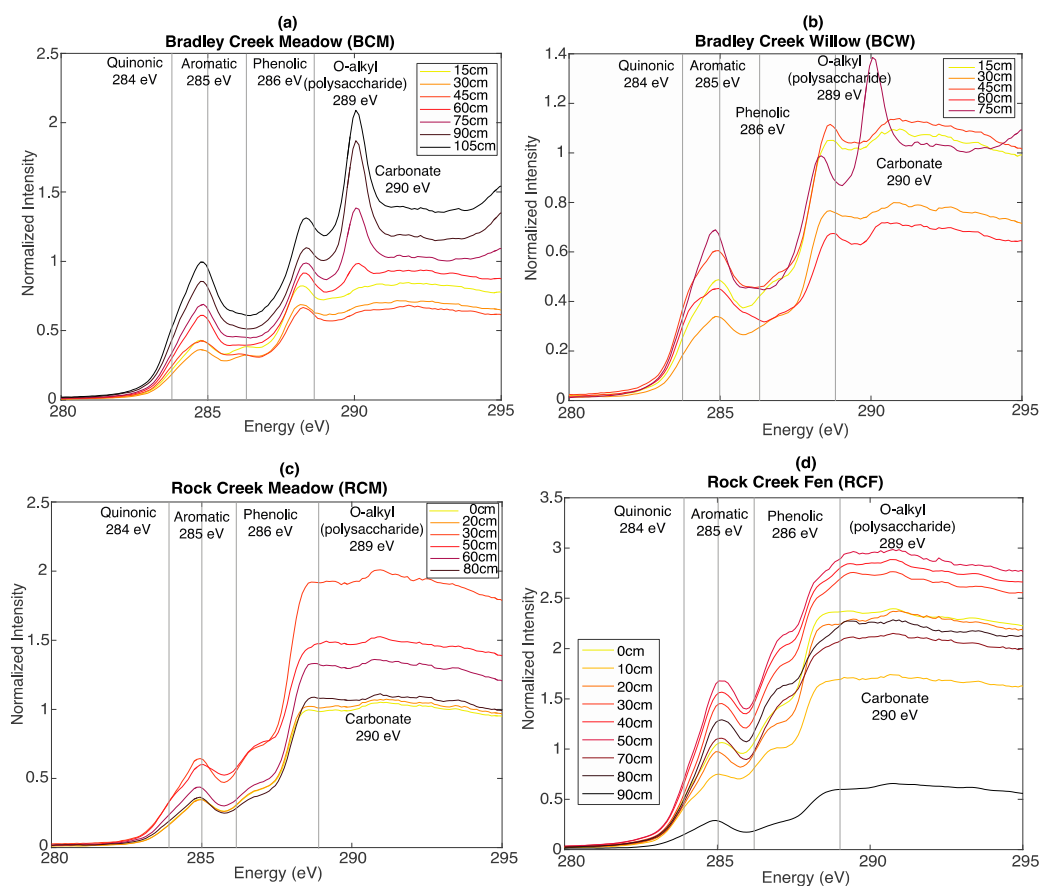 (a)
Bradley Creek Meadow (BCM)
2.5
2
1.5
1
0.5
0
Normalized Intensity
Quinonic
284 eV
Aromatic
285 eV
Phenolic
286 eV
O-alkyl
(polysaccharide)
289 eV
Carbonate
290 eV
15cm
30cm
45cm
60cm
75cm
90cm
105cm
280
285
290
295
Energy (eV)
(b)
Bradley Creek Willow (BCW)
1.4
1.2
1.0
0.8
0.6
0.4
0.2
0
Normalized Intensity
Quinonic
284 eV
Aromatic
285 eV
Phenolic
286 eV
O-alkyl
(polysaccharide)
289 eV
Carbonate
290 eV
15cm
30cm
45cm
60cm
75cm
280
285
290
295
Energy (eV)
(c)
Rock Creek Meadow (RCM)
2.5
2
1.5
1
0.5
0
Normalized Intensity
Quinonic
284 eV
Aromatic
285 eV
Phenolic
286 eV
O-alkyl
(polysaccharide)
289 eV
Carbonate
290 eV
0cm
20cm
30cm
50cm
60cm
80cm
280
285
290
295
Energy (eV)
(d)
Rock Creek Fen (RCF)
3.5
3
2.5
2
1.5
1
0.5
0
Normalized Intensity
Quinonic
284 eV
Aromatic
285 eV
Phenolic
286 eV
O-alkyl
(polysaccharide)
289 eV
Carbonate
290 eV
0cm
10cm
20cm
30cm
40cm
50cm
70cm
80cm
90cm
280
285
290
295
Energy (eV)